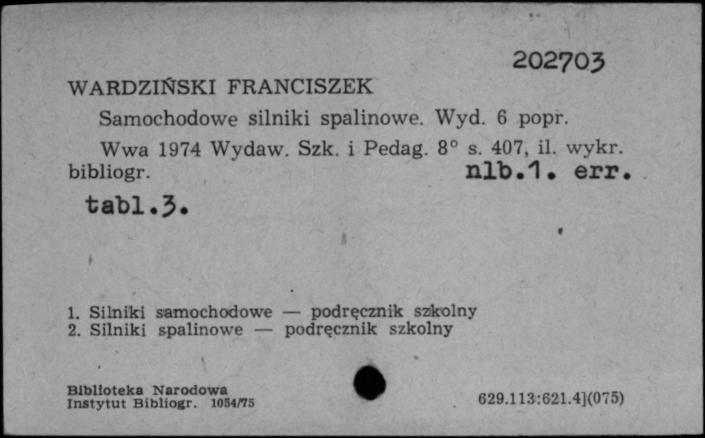 202703
WARDZIŃSKI FRANCISZEK
Samochodowe silniki spalinowe. Wyd. 6 popr.
Wwa 1974 Wydaw. Szk. i Pedag. 8° s. 407, il. wykr.
bibliogr. nlb.1. err.
tabl.3.
1. Silniki samochodowe — podręcznik szkolny
2. Silniki spalinowe — podręcznik szkolny
Biblioteka Narodowa
Instytut Bibliogr. 1054/75 629.113:621.4](075)